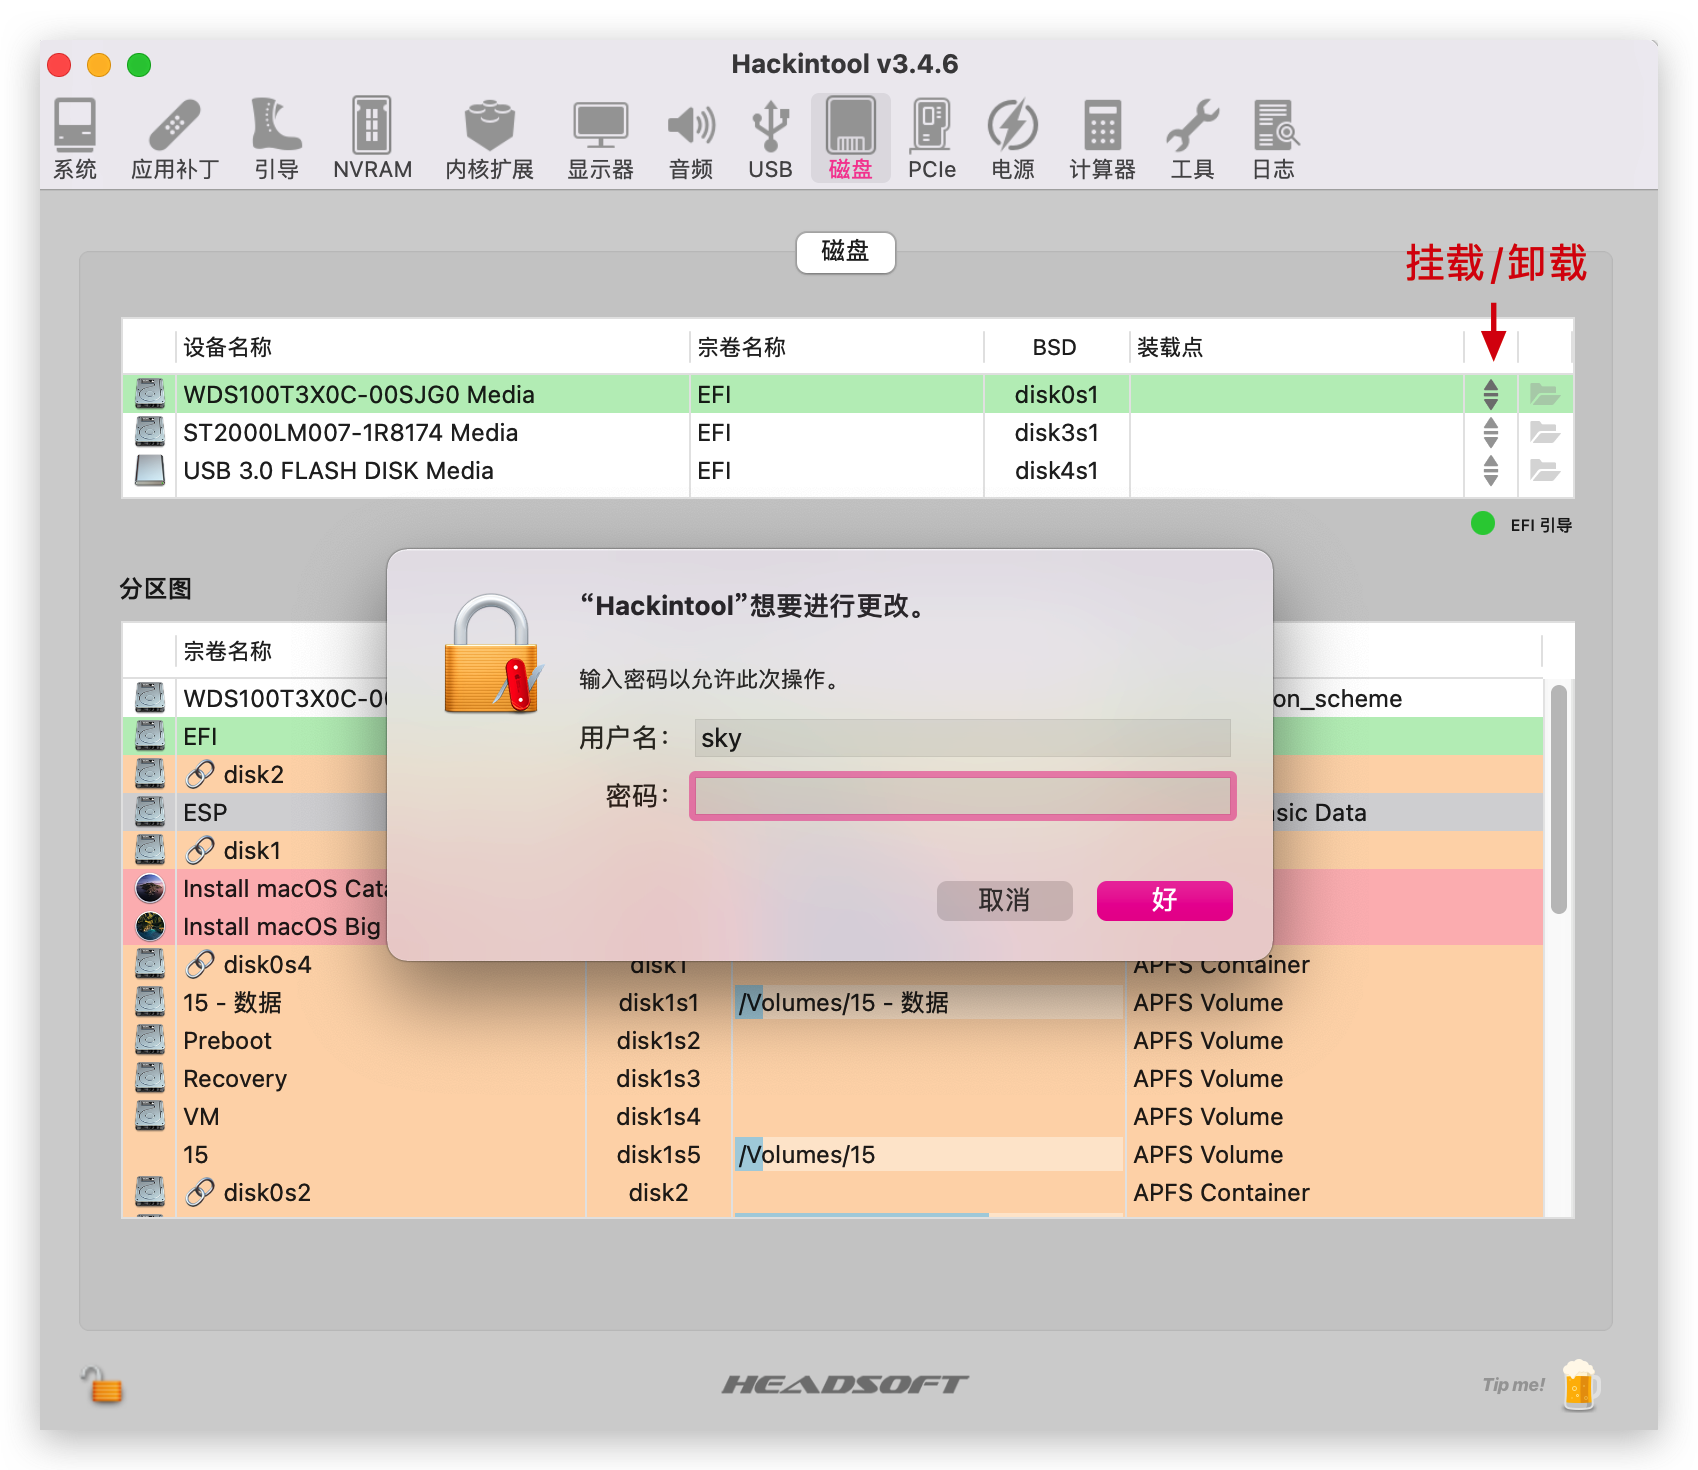 Hackintool v3.4.6
系统 应用补丁 引导 NVRAM 内核扩展 显示器 音频 USB 磁盘 PCIe 电源 计算器 工具 日志
磁盘
挂载/卸载
设备名称 宗卷名称 BSD 装载点
WDS100T3X0C-00SJG0 Media EFI disk0s1
ST2000LM007-1R8174 Media EFI disk3s1
USB 3.0 FLASH DISK Media EFI disk4s1
EFI 引导
分区图
“Hackintool”想要进行更改。
输入密码以允许此次操作。
用户名： sky
密码：
取消 好
宗卷名称
WDS100T3X0C-0 on_scheme
EFI
disk2
ESP sic Data
disk1
Install macOS Cata
Install macOS Big
disk0s4 disk1 APFS Container
15 - 数据 disk1s1 /Volumes/15 - 数据 APFS Volume
Preboot disk1s2 APFS Volume
Recovery disk1s3 APFS Volume
VM disk1s4 APFS Volume
15 disk1s5 /Volumes/15 APFS Volume
disk0s2 disk2 APFS Container
HEADSOFT
Tip me!